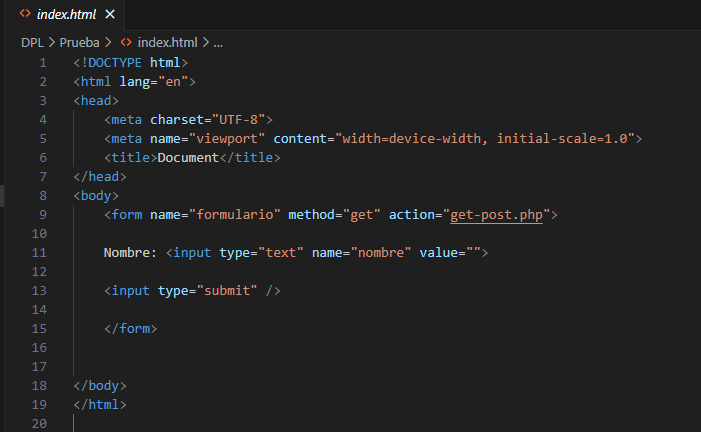 <> index.html ×
DPL > Prueba > <> index.html > ...
1 <!DOCTYPE html>
2 <html lang="en">
3 <head>
4 <meta charset="UTF-8">
5 <meta name="viewport" content="width=device-width, initial-scale=1.0">
6 <title>Document</title>
7 </head>
8 <body>
9 <form name="formulario" method="get" action="get-post.php">
10
11 Nombre: <input type="text" name="nombre" value="">
12
13 <input type="submit" />
14
15 </form>
16
17
18 </body>
19 </html>
20